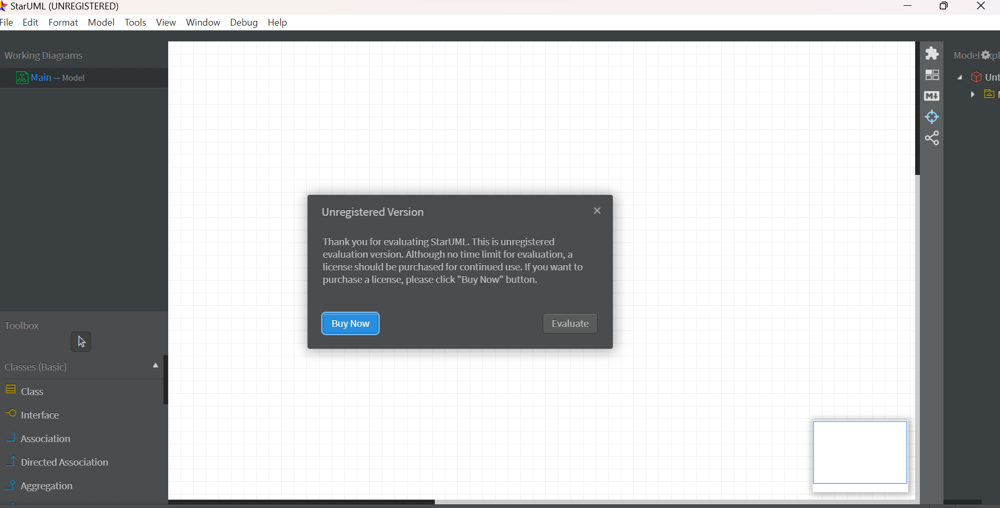 StarUML (UNREGISTERED)
File Edit Format Model Tools View Window Debug Help
Working Diagrams
Main — Model
Toolbox
Classes (Basic)
Class
Interface
Association
Directed Association
Aggregation
Unregistered Version
Thank you for evaluating StarUML. This is unregistered
evaluation version. Although no time limit for evaluation, a
license should be purchased for continued use. If you want to
purchase a license, please click "Buy Now" button.
Buy Now
Evaluate
M
Model Expl
Unt